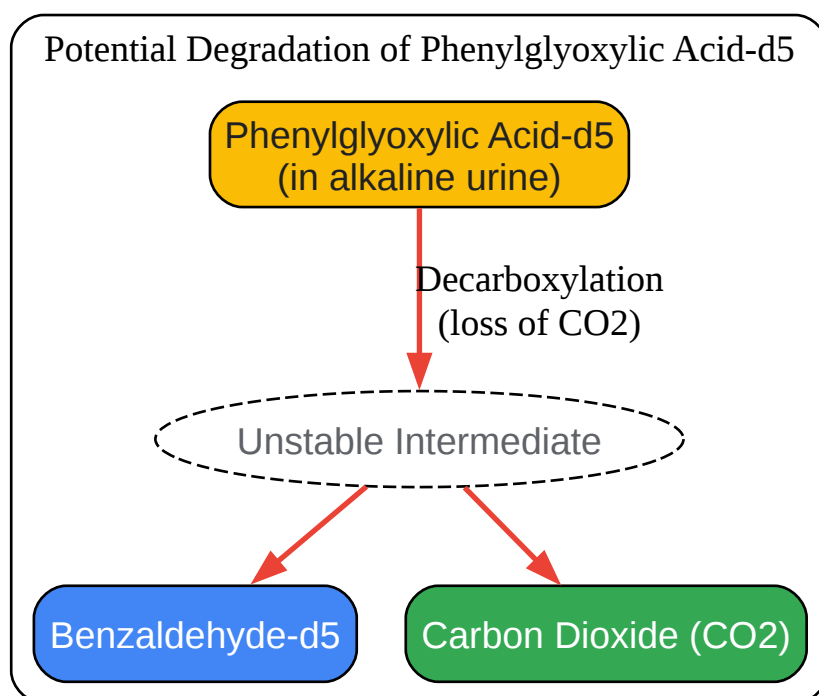 Potential Degradation of Phenylglyoxylic Acid-d5
Phenylglyoxylic Acid-d5
(in alkaline urine)
Decarboxylation
(loss of CO2)
Unstable Intermediate
Benzaldehyde-d5
Carbon Dioxide (CO2)